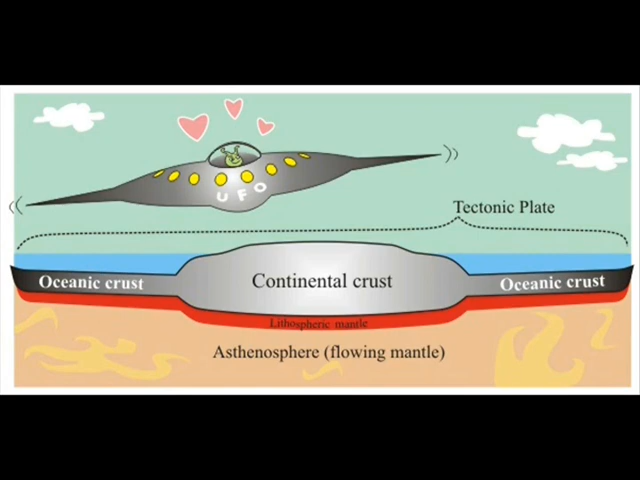 UFO
Tectonic Plate
Oceanic crust
Continental crust
Oceanic crust
Lithospheric mantle
Asthenosphere (flowing mantle)